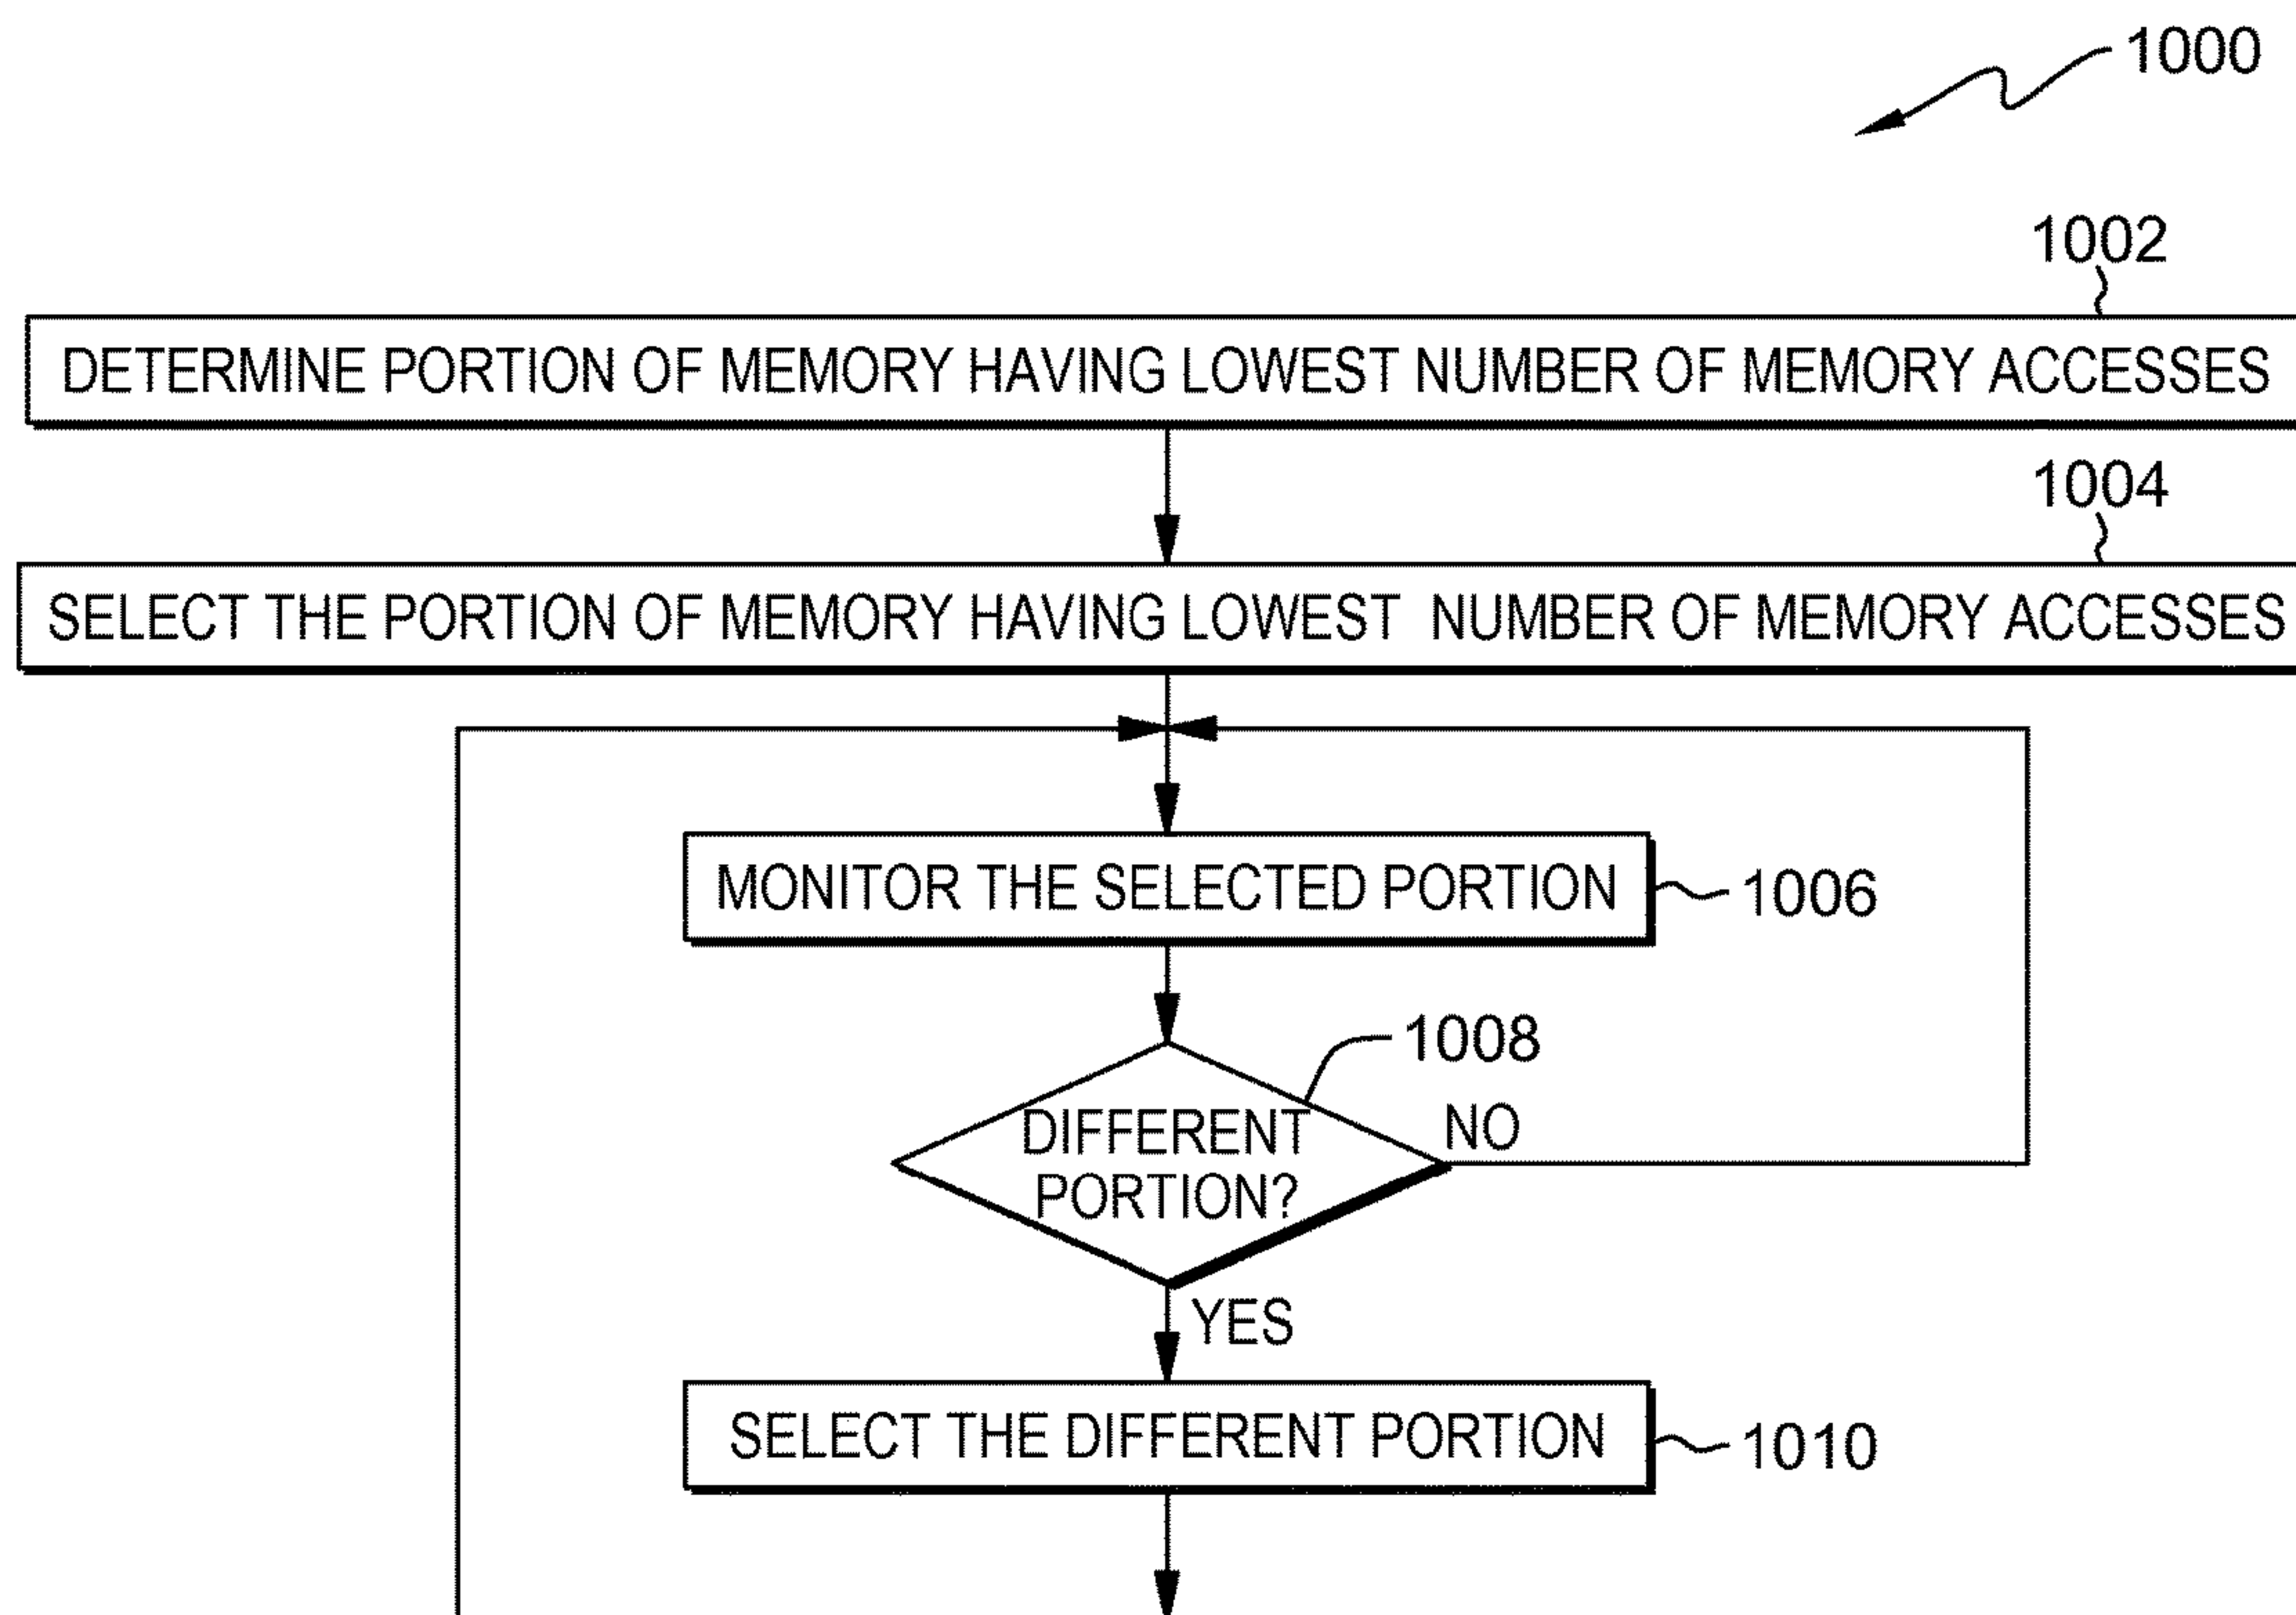 1000
1002
DETERMINE PORTION OF MEMORY HAVING LOWEST NUMBER OF MEMORY ACCESSES
1004
SELECT THE PORTION OF MEMORY HAVING LOWEST NUMBER OF MEMORY ACCESSES
MONITOR THE SELECTED PORTION
1006
1008
DIFFERENT
PORTION?
NO
YES
SELECT THE DIFFERENT PORTION
1010